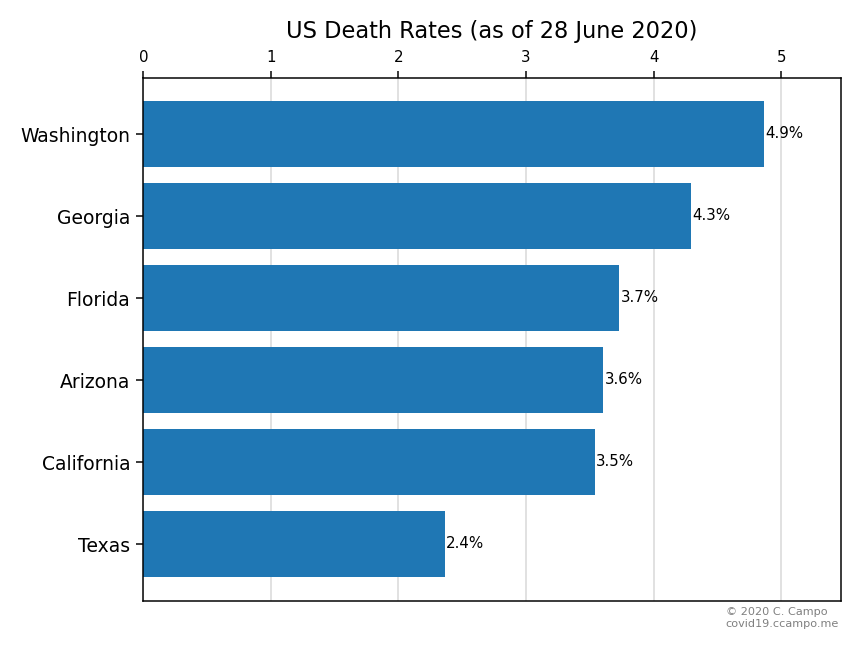 US Death Rates (as of 28 June 2020)
0 1 2 3 4 5
Washington 4.9%
Georgia 4.3%
Florida 3.7%
Arizona 3.6%
California 3.5%
Texas 2.4%
© 2020 C. Campo
covid19.ccampo.me